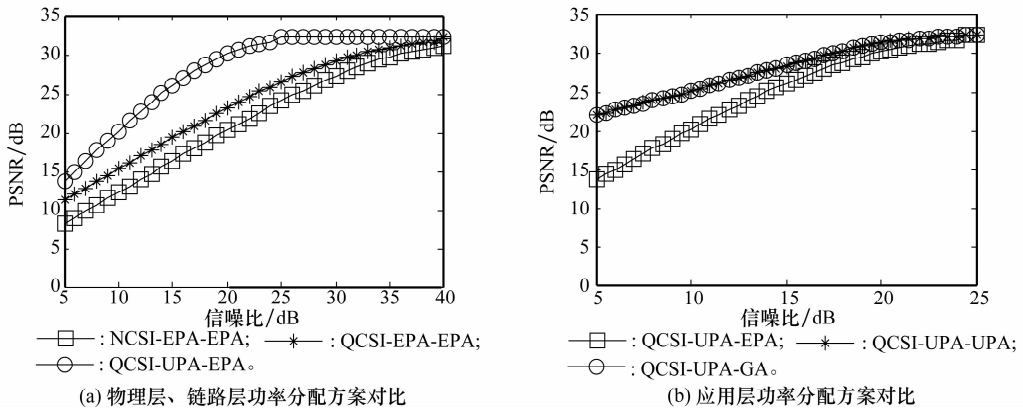 35
30
25
20
15
10
5
0
PSNR/dB
5 10 15 20 25 30 35 40
信噪比/dB
: NCSI-EPA-EPA; : QCSI-EPA-EPA;
: QCSI-UPA-EPA。
(a) 物理层、链路层功率分配方案对比
35
30
25
20
15
10
5
0
PSNR/dB
5 10 15 20 25
信噪比/dB
: QCSI-UPA-EPA; : QCSI-UPA-UPA;
: QCSI-UPA-GA。
(b) 应用层功率分配方案对比